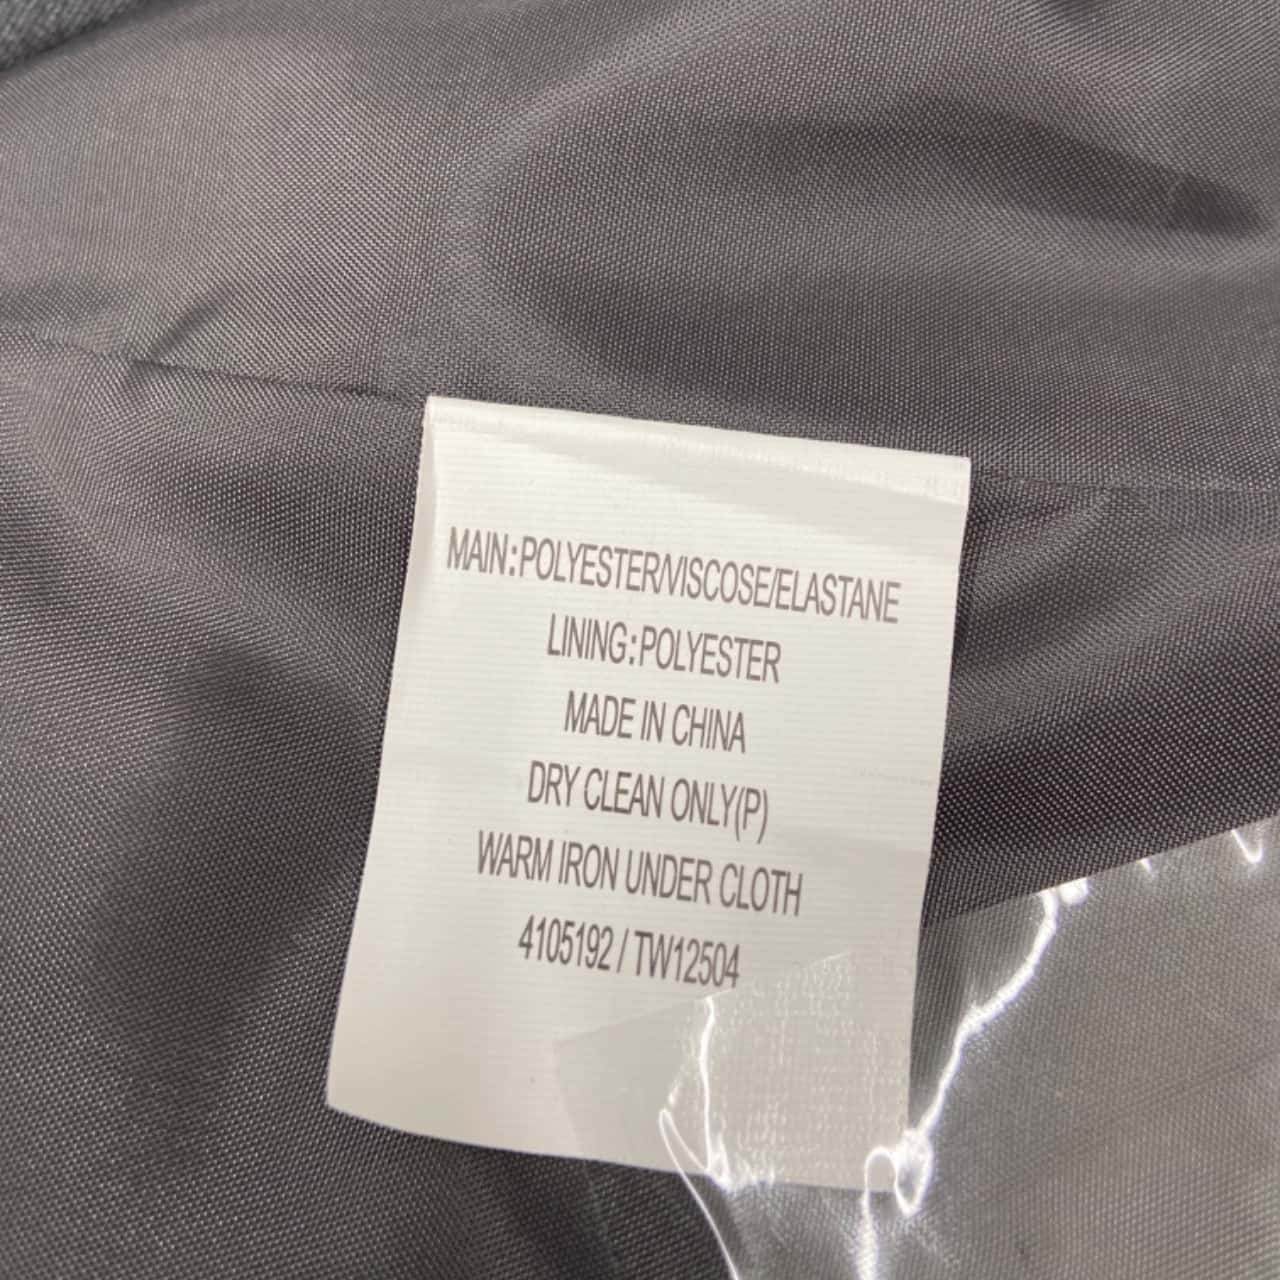 MAIN:POLYESTER/VISCOSE/ELASTANE
LINING:POLYESTER
MADE IN CHINA
DRY CLEAN ONLY(P)
WARM IRON UNDER CLOTH
4105192 / TW12504